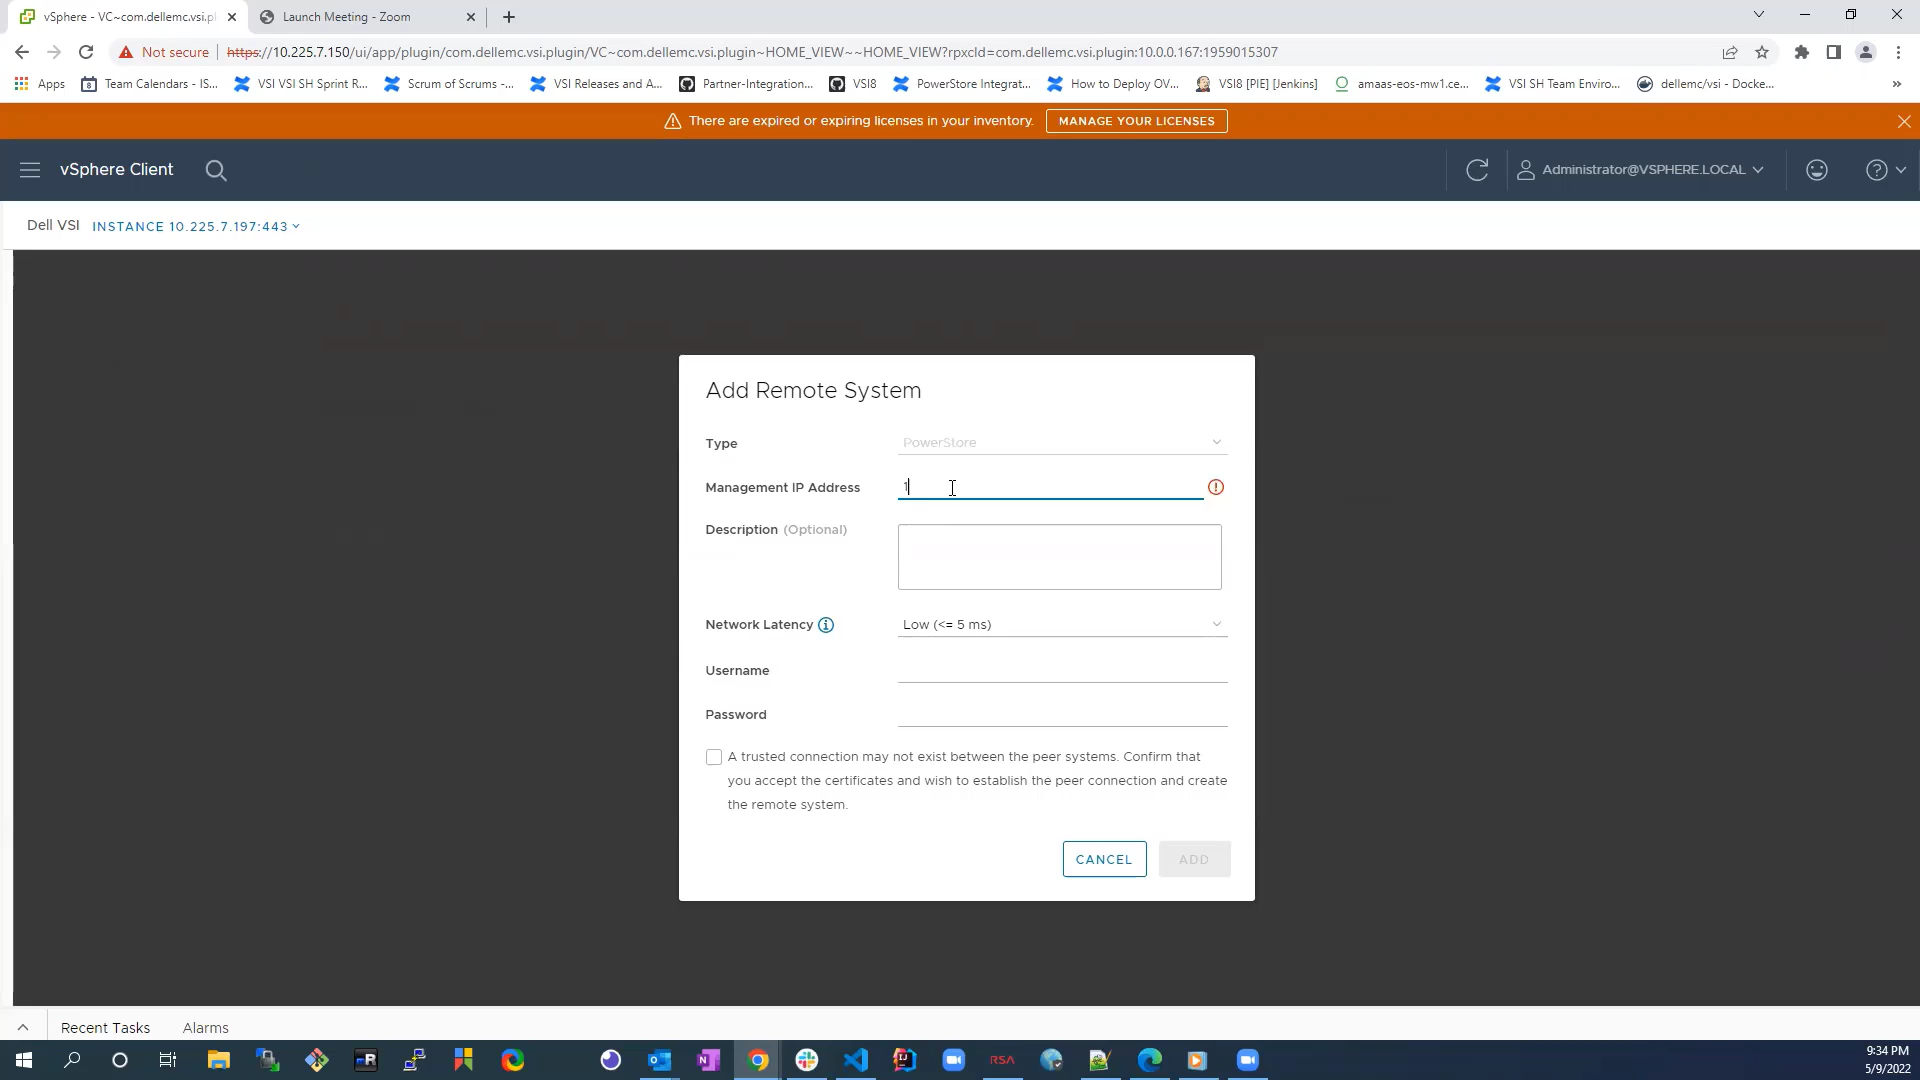 vSphere - VC~com.dellemc.vsi.pl
Launch Meeting - Zoom
Not secure
https://10.225.7.150/ui/app/plugin/com.dellemc.vsi.plugin/VC~com.dellemc.vsi.plugin~HOME_VIEW~~HOME_VIEW?rpxcId=com.dellemc.vsi.plugin:10.0.0.167:1959015307
Apps
Team Calendars - IS...
VSI VSI SH Sprint R...
Scrum of Scrums -...
VSI Releases and A...
Partner-Integration...
VSI8
PowerStore Integrat...
How to Deploy OV...
VSI8 [PIE] [Jenkins]
amaas-eos-mw1.ce...
VSI SH Team Enviro...
dellemc/vsi - Docke...
»
There are expired or expiring licenses in your inventory.
MANAGE YOUR LICENSES
vSphere Client
Administrator@VSPHERE.LOCAL
Dell VSI
INSTANCE 10.225.7.197:443
Add Remote System
Type
PowerStore
Management IP Address
1
Description (Optional)
Network Latency
Low (<= 5 ms)
Username
Password
A trusted connection may not exist between the peer systems. Confirm that
you accept the certificates and wish to establish the peer connection and create
the remote system.
CANCEL
ADD
Recent Tasks
Alarms
RSA
9:34 PM
5/9/2022